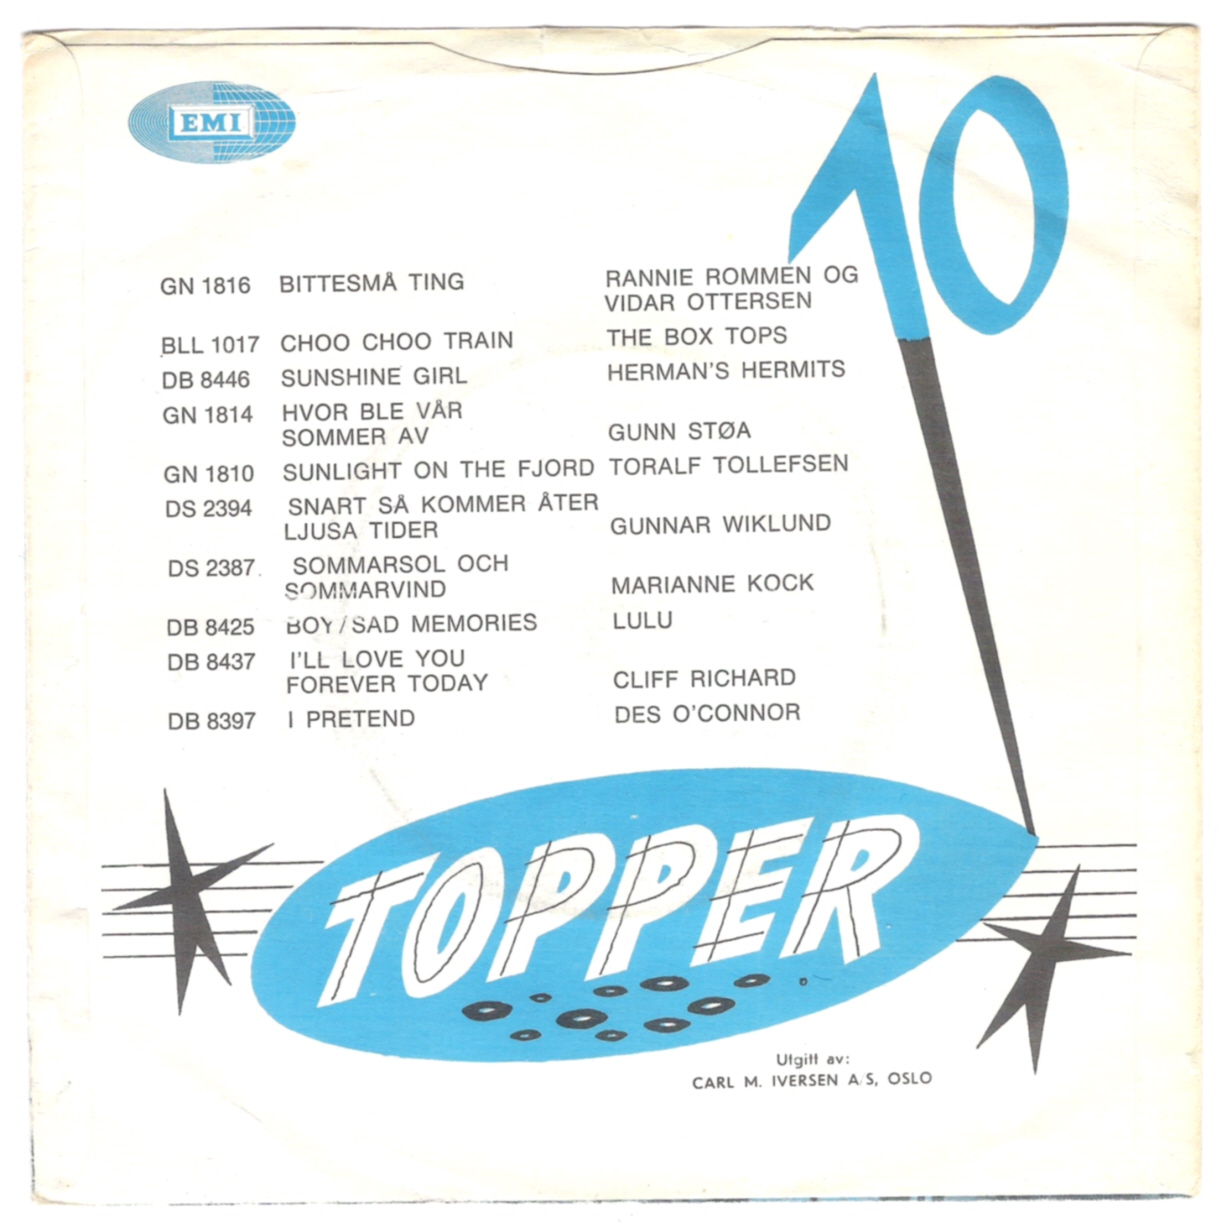 EMI
10
GN 1816 BITTESMÅ TING RANNIE ROMMEN OG
VIDAR OTTERSEN
BLL 1017 CHOO CHOO TRAIN THE BOX TOPS
DB 8446 SUNSHINE GIRL HERMAN'S HERMITS
GN 1814 HVOR BLE VÅR
SOMMER AV GUNN STØA
GN 1810 SUNLIGHT ON THE FJORD TORALF TOLLEFSEN
DS 2394 SNART SÅ KOMMER ÅTER
LJUSA TIDER GUNNAR WIKLUND
DS 2387 SOMMARSOL OCH
SOMMARVIND MARIANNE KOCK
DB 8425 BOY/SAD MEMORIES LULU
DB 8437 I'LL LOVE YOU
FOREVER TODAY CLIFF RICHARD
DB 8397 I PRETEND DES O'CONNOR
TOPPER
Utgitt av:
CARL M. IVERSEN A/S, OSLO